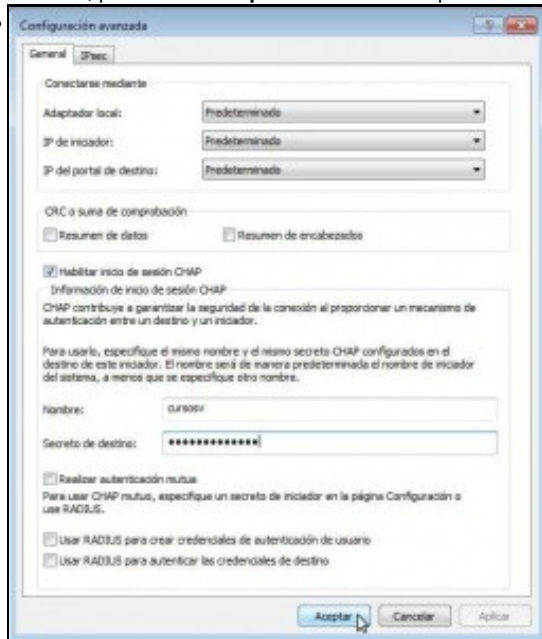 Configuración avanzada
General IPsec
Conectarse mediante
Adaptador local: Predeterminado
IP de iniciador: Predeterminado
IP del portal de destino: Predeterminado
CRC o suma de comprobación
Resumen de datos Resumen de encabezados
Habilitar inicio de sesión CHAP
Información de inicio de sesión CHAP
CHAP contribuye a garantizar la seguridad de la conexión al proporcionar un mecanismo de
autenticación entre un destino y un iniciador.
Para usarlo, especifique el mismo nombre y el mismo secreto CHAP configurados en el
destino de este iniciador. El nombre será de manera predeterminada el nombre de iniciador
del sistema, a menos que se especifique otro nombre.
Nombre: cursosv
Secreto de destino: •••••••••••••
Realizar autenticación mutua
Para usar CHAP mutuo, especifique un secreto de iniciador en la página Configuración o
use RADIUS.
Usar RADIUS para crear credenciales de autenticación de usuario
Usar RADIUS para autenticar las credenciales de destino
Aceptar Cancelar Aplicar